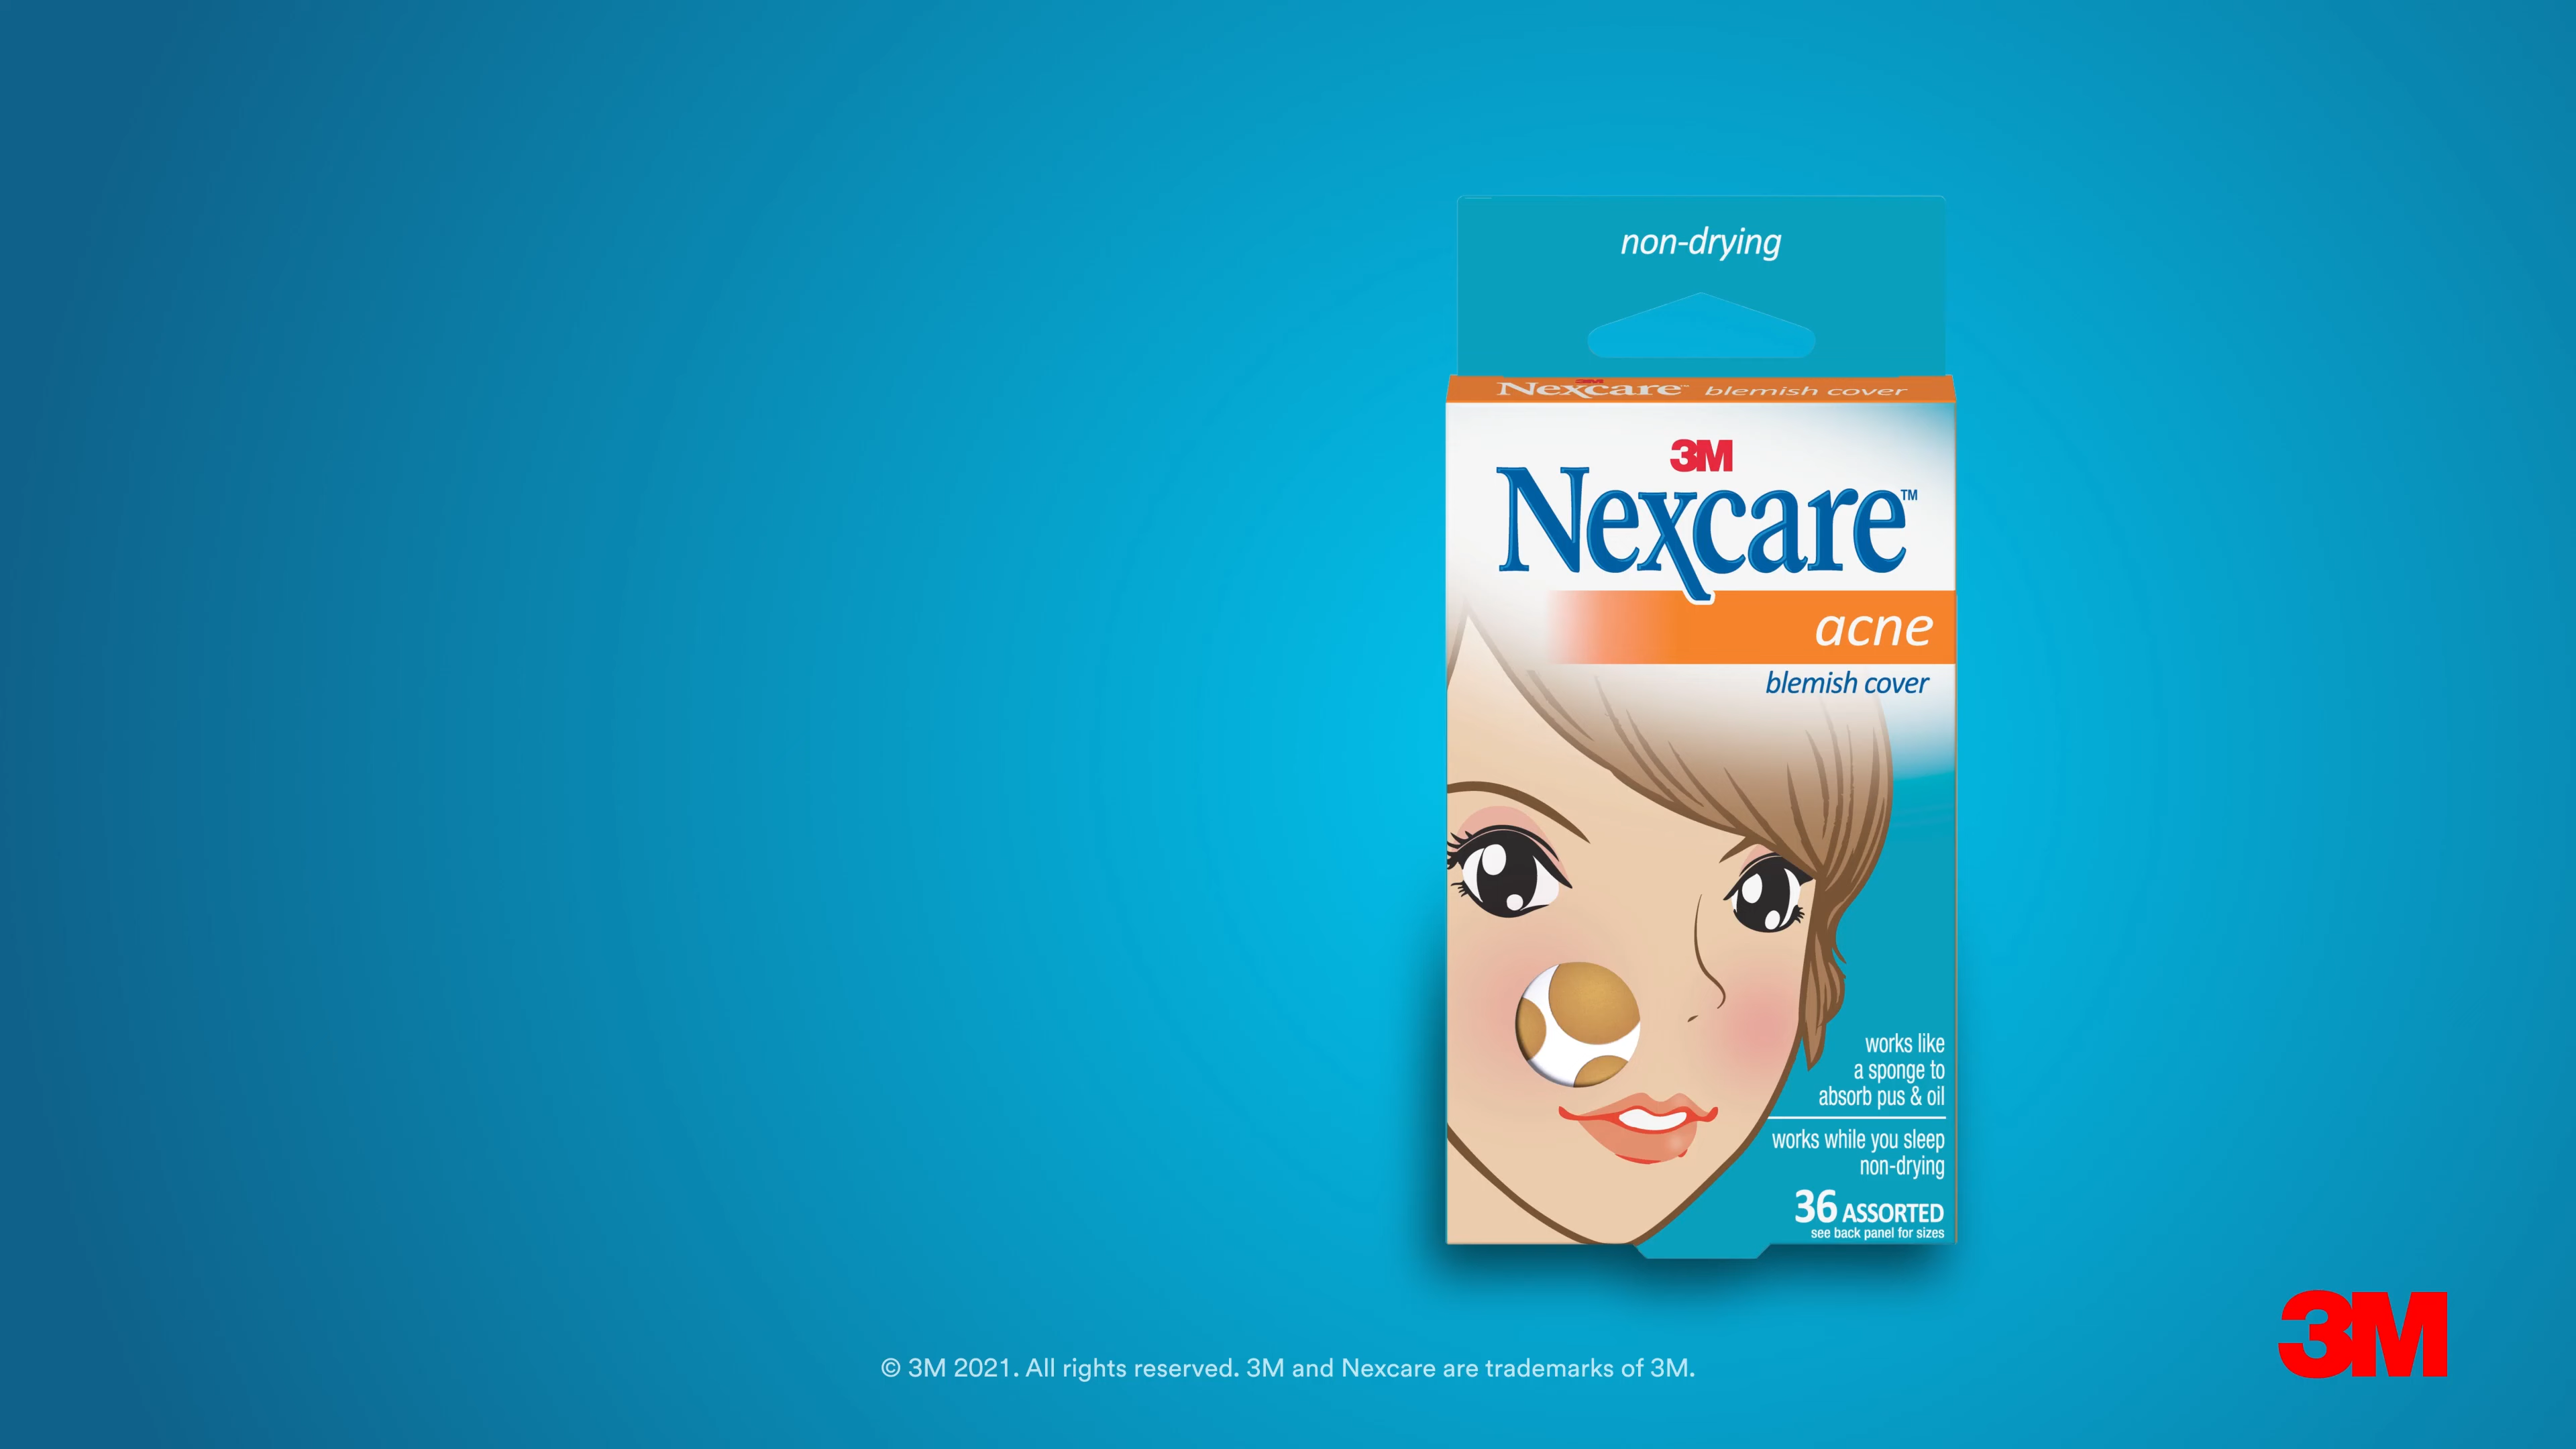 non-drying
3M
Nexcare™ blemish cover
3M
Nexcare™
acne
blemish cover
works like
a sponge to
absorb pus & oil
works while you sleep
non-drying
36 ASSORTED
see back panel for sizes
3M
© 3M 2021. All rights reserved. 3M and Nexcare are trademarks of 3M.